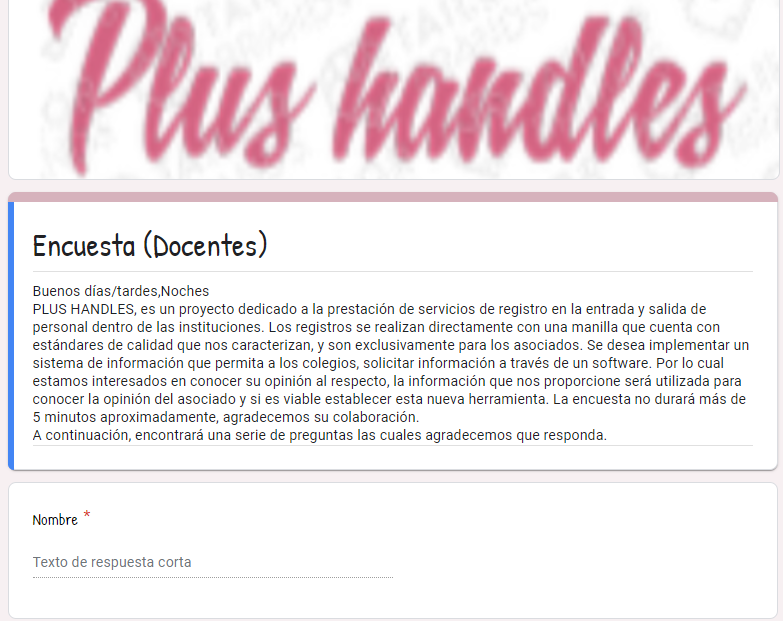 Plus handles
Encuesta (Docentes)
Buenos días/tardes,Noches
PLUS HANDLES, es un proyecto dedicado a la prestación de servicios de registro en la entrada y salida de
personal dentro de las instituciones. Los registros se realizan directamente con una manilla que cuenta con
estándares de calidad que nos caracterizan, y son exclusivamente para los asociados. Se desea implementar un
sistema de información que permita a los colegios, solicitar información a través de un software. Por lo cual
estamos interesados en conocer su opinión al respecto, la información que nos proporcione será utilizada para
conocer la opinión del asociado y si es viable establecer esta nueva herramienta. La encuesta no durará más de
5 minutos aproximadamente, agradecemos su colaboración.
A continuación, encontrará una serie de preguntas las cuales agradecemos que responda.
Nombre *
Texto de respuesta corta